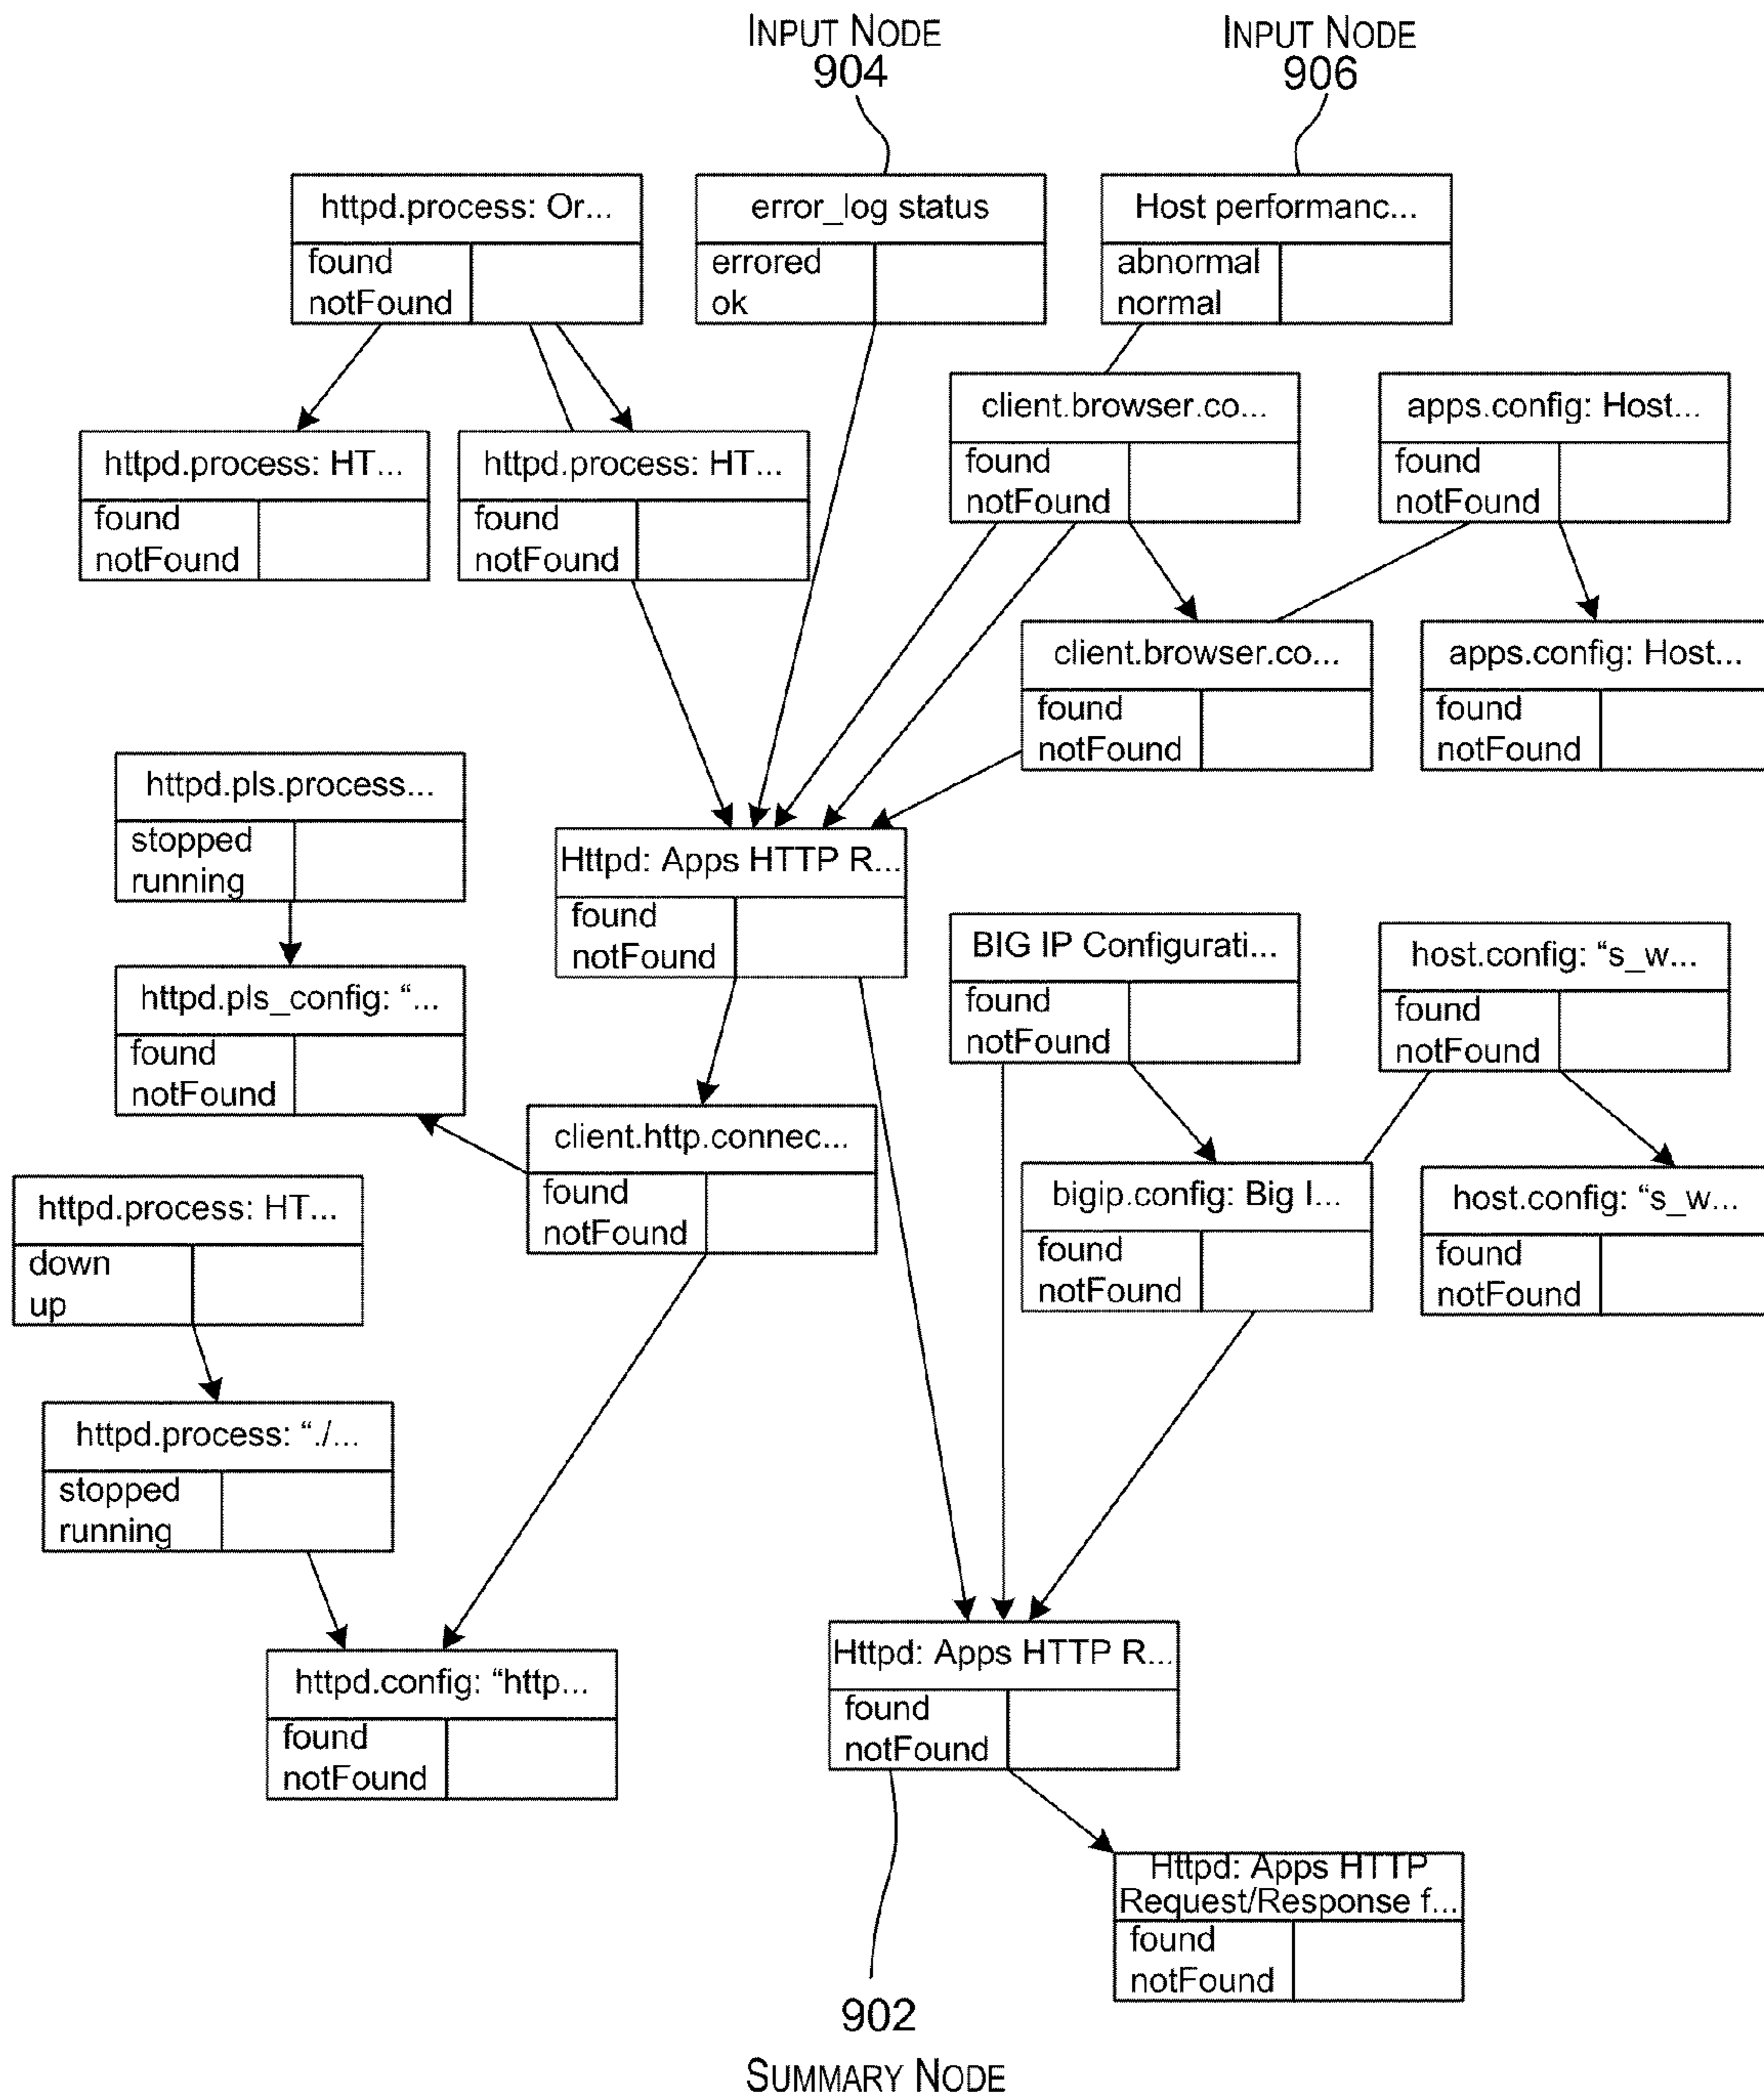 INPUT NODE
904
INPUT NODE
906
httpd.process: Or...
found
notFound
error_log status
errored
ok
Host performanc...
abnormal
normal
client.browser.co...
found
notFound
apps.config: Host...
found
notFound
httpd.process: HT...
found
notFound
httpd.process: HT...
found
notFound
client.browser.co...
found
notFound
apps.config: Host...
found
notFound
httpd.pls.process...
stopped
running
Httpd: Apps HTTP R...
found
notFound
BIG IP Configurati...
found
notFound
host.config: “s_w...
found
notFound
httpd.pls_config: “...
found
notFound
client.http.connec...
found
notFound
bigip.config: Big I...
found
notFound
host.config: “s_w...
found
notFound
httpd.process: HT...
down
up
httpd.process: “./...
stopped
running
Httpd: Apps HTTP R...
found
notFound
httpd.config: “http...
found
notFound
Httpd: Apps HTTP
Request/Response f...
found
notFound
902
SUMMARY NODE